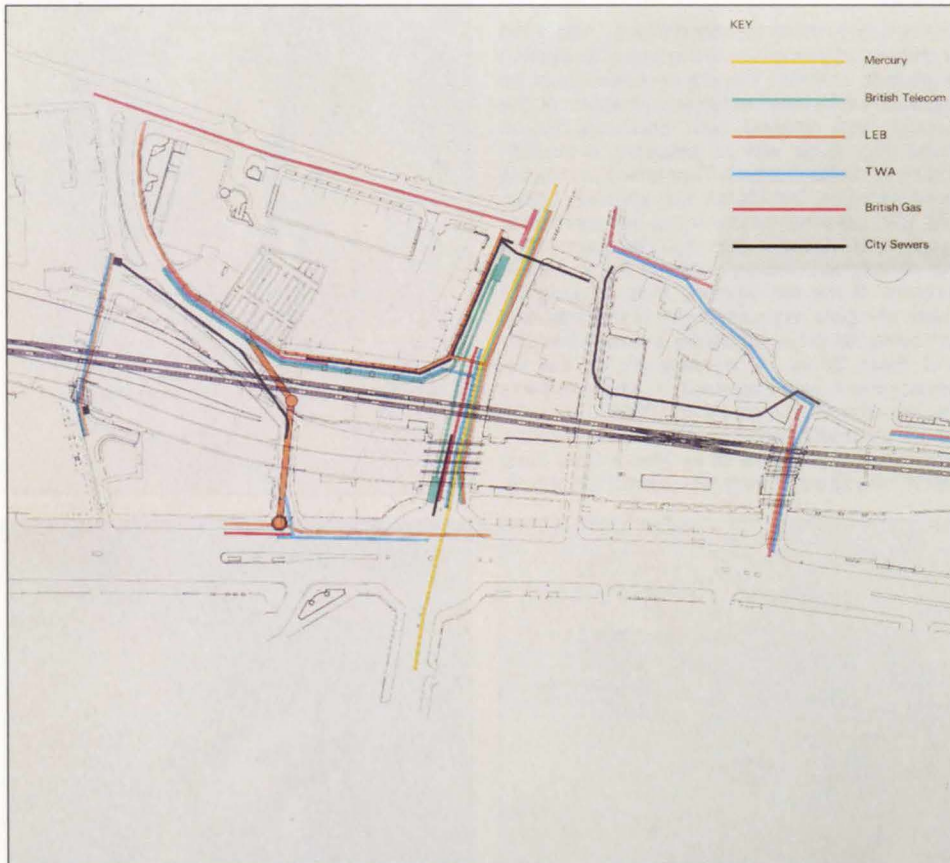 KEY
Mercury
British Telecom
LEB
TWA
British Gas
City Sewers